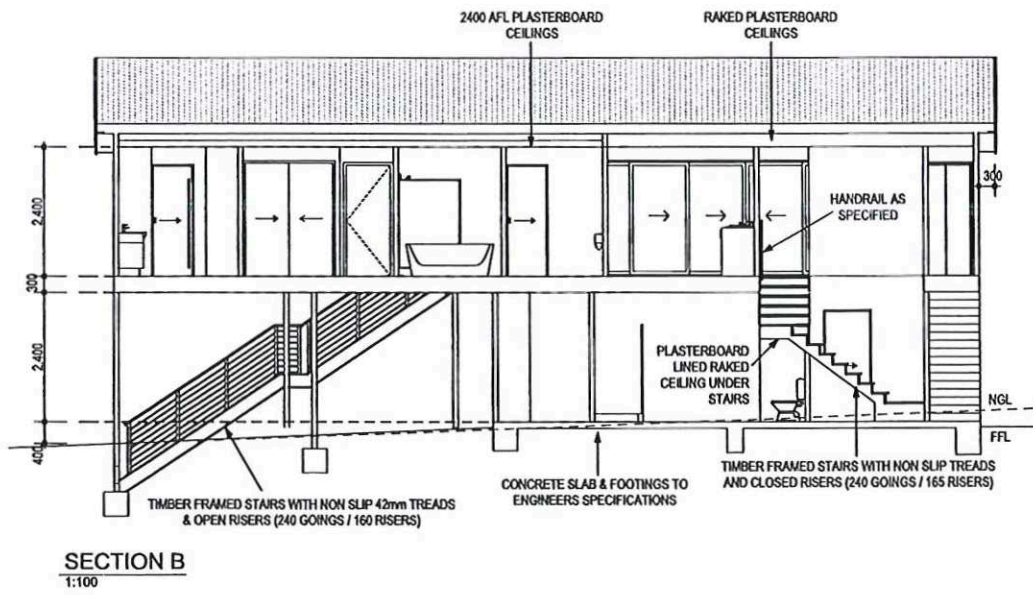 2400 AFL PLASTERBOARD
CEILINGS
RAKED PLASTERBOARD
CEILINGS
300
2,400
HANDRAIL AS
SPECIFIED
300
2,400
PLASTERBOARD
LINED RAKED
CEILING UNDER
STAIRS
NGL
FFL
400
TIMBER FRAMED STAIRS WITH NON SLIP 42mm TREADS
& OPEN RISERS (240 GOINGS / 160 RISERS)
CONCRETE SLAB & FOOTINGS TO
ENGINEERS SPECIFICATIONS
TIMBER FRAMED STAIRS WITH NON SLIP TREADS
AND CLOSED RISERS (240 GOINGS / 165 RISERS)
SECTION B
1:100